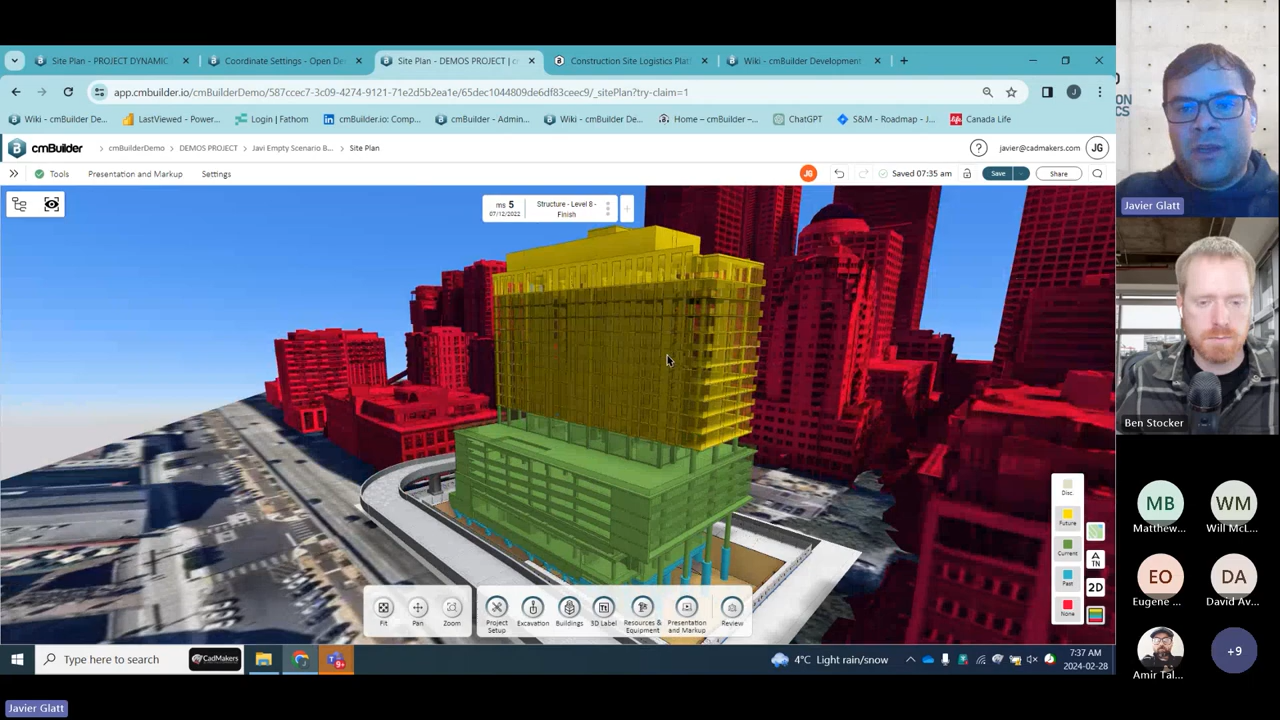 Site Plan - PROJECT DYNAMIC
Coordinate Settings - Open De
Site Plan - DEMOS PROJECT | c
Construction Site Logistics Plat
Wiki - cmBuilder Development
app.cmbuilder.io/cmBuilderDemo/587ccec7-3c09-4274-9121-71e2d5b2ea1e/65dec1044809de6df83ceec9/_sitePlan?try-claim=1
J
Wiki - cmBuilder De...
LastViewed - Power...
Login | Fathom
cmBuilder.io: Comp...
cmBuilder - Admin...
Wiki - cmBuilder De...
Home – cmBuilder –...
ChatGPT
S&M - Roadmap - J...
Canada Life
cmBuilder
cmBuilderDemo
DEMOS PROJECT
Javi Empty Scenario B...
Site Plan
javier@cadmakers.com
JG
Tools
Presentation and Markup
Settings
JG
Saved 07:35 am
Save
Share
ms 5
07/12/2022
Structure - Level 8 -
Finish
Disc.
Future
Current
Past
None
TN
2D
Fit
Pan
Zoom
Project
Setup
Excavation
Buildings
3D Label
Resources &
Equipment
Presentation
and Markup
Review
Type here to search
CadMakers
9+
4°C Light rain/snow
7:37 AM
2024-02-28
Javier Glatt
Javier Glatt
Ben Stocker
MB
Matthew...
WM
Will McL...
EO
Eugene ...
DA
David Av...
Amir Tal...
+9